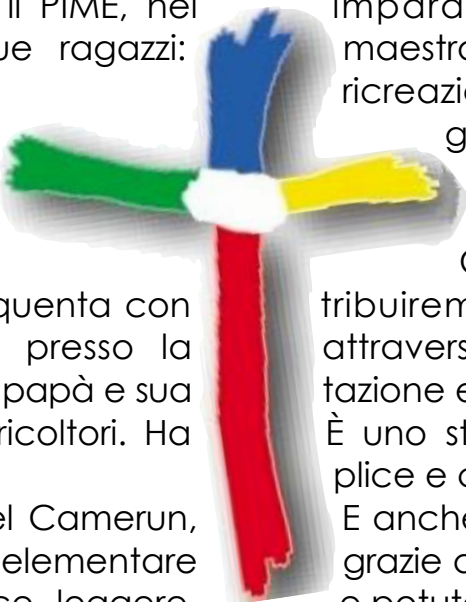 il PIME, nel
ue ragazzi:
quenta con
presso la
papà e sua
ricoltori. Ha
el Camerun,
elementare
leggere
impara
maestro
ricreazio
g
tribuirem
attravers
tazione e
È uno st
plice e
E anche
grazie